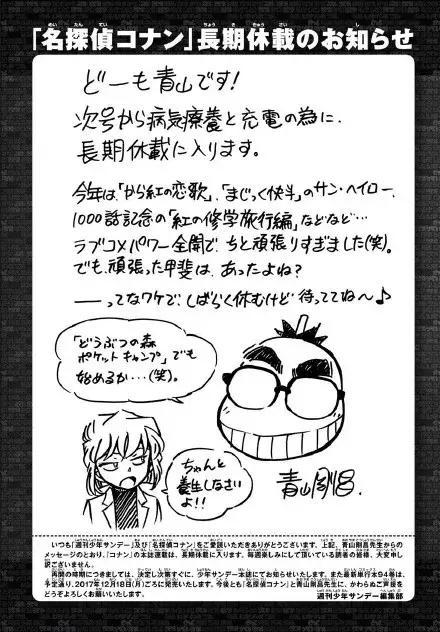 「名探偵コナン」長期休載のお知らせ
どーも青山です!
次号から病気療養と充電の為に、
長期休載に入ります。
今年は、「から紅の恋歌」、「まじっく快斗」のサン・ヘイロー、
1000話記念の「紅の修学旅行編」などなど…
ラブコメパワー全開で、ちと頑張りすぎました(笑)。
でも、頑張った甲斐は、あったよね?
――ってなワケで、しばらく休むけど、待っててね〜♪
「どうぶつの森
ポケットキャンプ」でも
始めるか…(笑)。
ちゃんと
養生しなさい
よ!!
青山剛昌
いつも「週刊少年サンデー」及び「名探偵コナン」をご愛読いただきありがとうございます。上記、青山剛昌先生からの
メッセージのとおり、「コナン」の本誌連載は、長期休載に入ります。毎週楽しみにして頂いている読者の皆様、大変申し
訳ございません。
再開の時期につきましては、決定し次第すぐに、少年サンデー本誌にてお知らせいたします。また最新単行本94巻は、
予定通り、2017年12月18日(月)ごろに発売いたします。今後とも「名探偵コナン」と青山剛昌先生に、かわらぬご声援を
どうぞよろしくお願いいたします。
週刊少年サンデー編集部